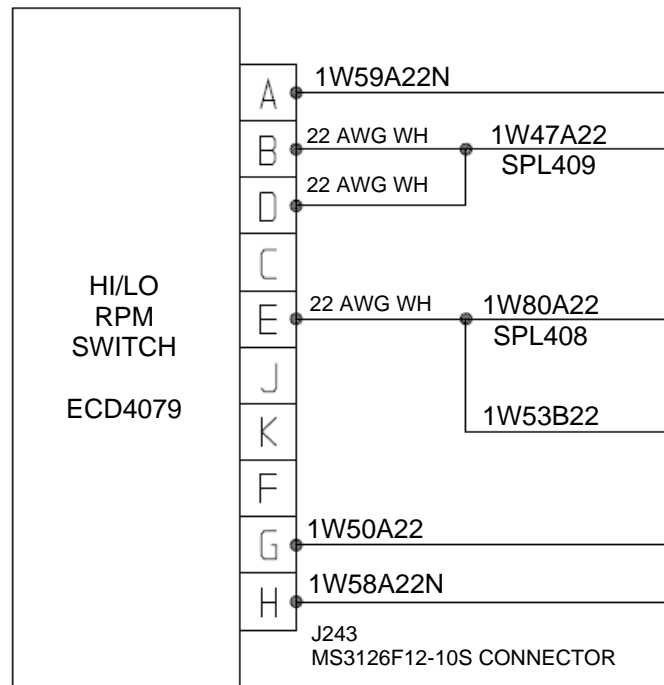 HI/LO
RPM
SWITCH
ECD4079
A
1W59A22N
B
22 AWG WH
1W47A22
SPL409
D
22 AWG WH
C
E
22 AWG WH
1W80A22
SPL408
J
1W53B22
K
F
G
1W50A22
H
1W58A22N
J243
MS3126F12-10S CONNECTOR